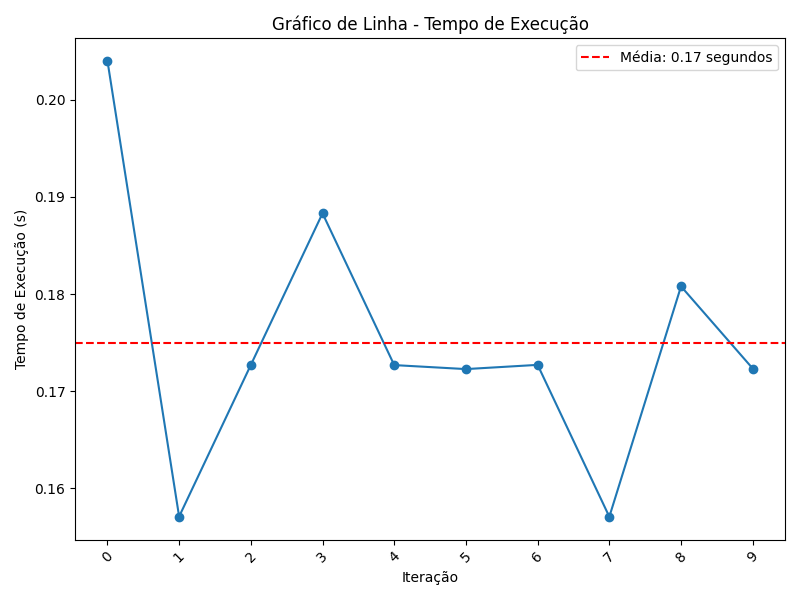 Gráfico de Linha - Tempo de Execução
Média: 0.17 segundos
Tempo de Execução (s)
0.20
0.19
0.18
0.17
0.16
0 1 2 3 4 5 6 7 8 9
Iteração